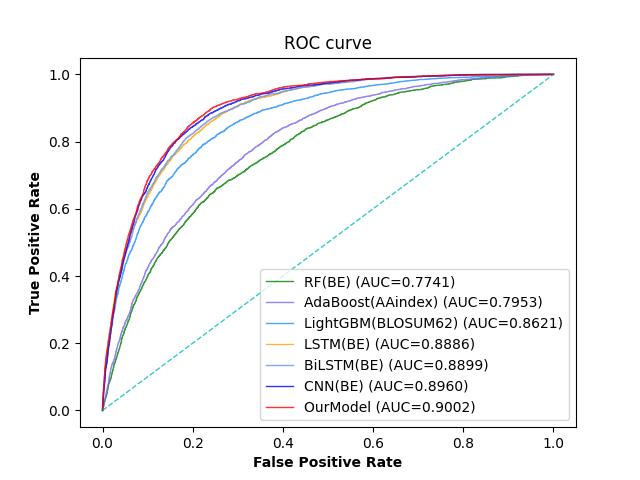 ROC curve
True Positive Rate
1.0
0.8
0.6
0.4
0.2
0.0
RF(BE) (AUC=0.7741)
AdaBoost(AAindex) (AUC=0.7953)
LightGBM(BLOSUM62) (AUC=0.8621)
LSTM(BE) (AUC=0.8886)
BiLSTM(BE) (AUC=0.8899)
CNN(BE) (AUC=0.8960)
OurModel (AUC=0.9002)
0.0 0.2 0.4 0.6 0.8 1.0
False Positive Rate